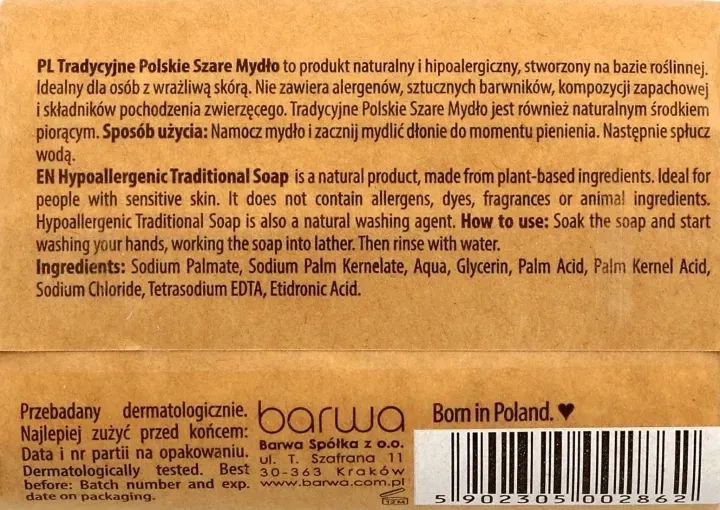 PL Tradycyjne Polskie Szare Mydło to produkt naturalny i hipoalergiczny, stworzony na bazie roślinnej.
Idealny dla osób z wrażliwą skórą. Nie zawiera alergenów, sztucznych barwników, kompozycji zapachowej
i składników pochodzenia zwierzęcego. Tradycyjne Polskie Szare Mydło jest również naturalnym środkiem
piorącym. Sposób użycia: Namocz mydło i zacznij mydlić dłonie do momentu pienienia. Następnie spłucz
wodą.
EN Hypoallergenic Traditional Soap is a natural product, made from plant-based ingredients. Ideal for
people with sensitive skin. It does not contain allergens, dyes, fragrances or animal ingredients.
Hypoallergenic Traditional Soap is also a natural washing agent. How to use: Soak the soap and start
washing your hands, working the soap into lather. Then rinse with water.
Ingredients: Sodium Palmate, Sodium Palm Kernelate, Aqua, Glycerin, Palm Acid, Palm Kernel Acid,
Sodium Chloride, Tetrasodium EDTA, Etidronic Acid.
Przebadany dermatologicznie.
Najlepiej zużyć przed końcem:
Data i nr partii na opakowaniu.
Dermatologically tested. Best
before: Batch number and exp.
date on packaging.
barwa
Barwa Spółka z o.o.
ul. T. Szafrana 11
30-363 Kraków
www.barwa.com.pl
12M
Born in Poland. ♥
5 902305 002862